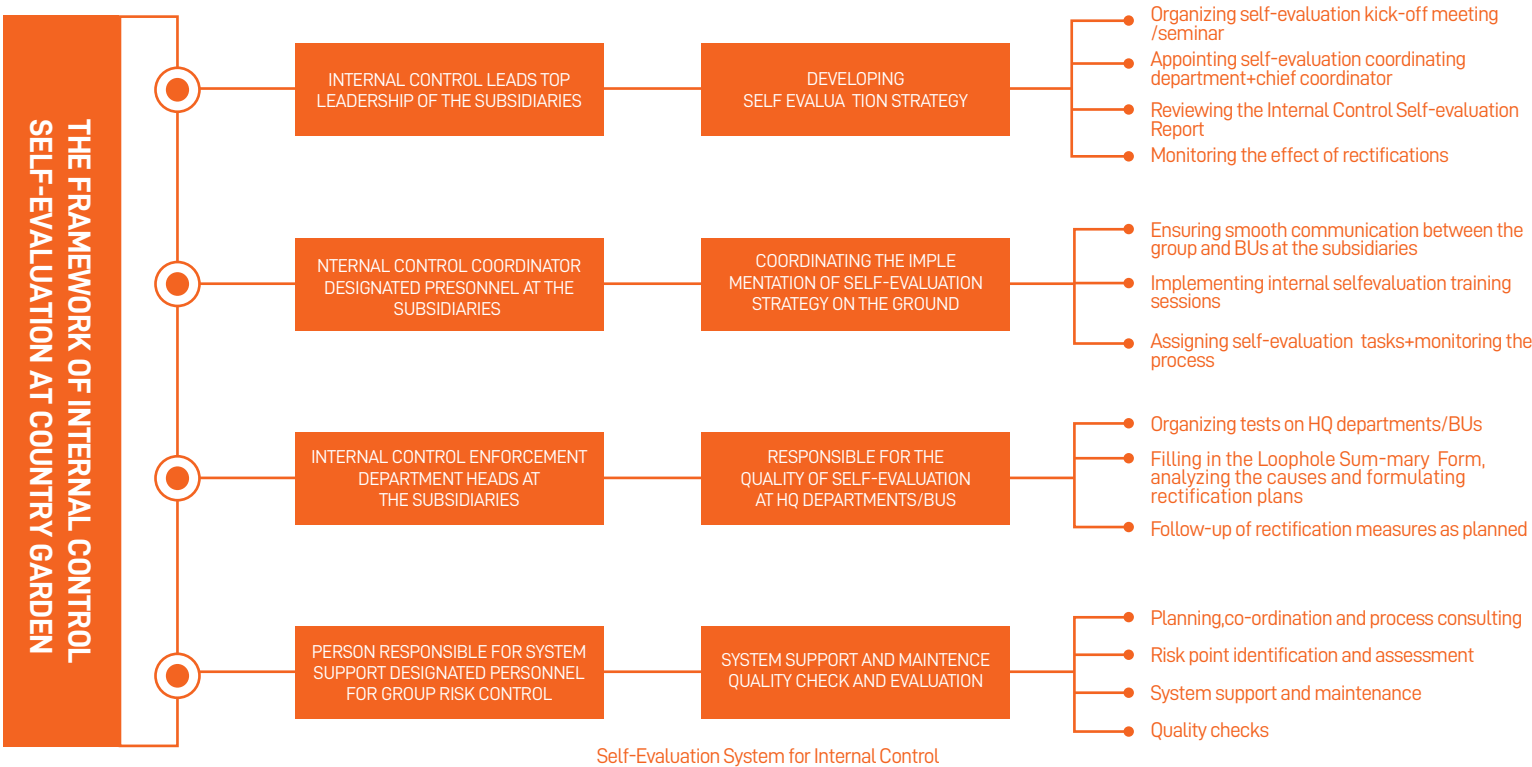 THE FRAMEWORK OF INTERNAL CONTROL
SELF-EVALUATION AT COUNTRY GARDEN
INTERNAL CONTROL LEADS TOP
LEADERSHIP OF THE SUBSIDIARIES
DEVELOPING
SELF EVALUA TION STRATEGY
Organizing self-evaluation kick-off meeting
/seminar
Appointing self-evaluation coordinating
department+chief coordinator
Reviewing the Internal Control Self-evaluation
Report
Monitoring the effect of rectifications
NTERNAL CONTROL COORDINATOR
DESIGNATED PRESONNEL AT THE
SUBSIDIARIES
COORDINATING THE IMPLE
MENTATION OF SELF-EVALUATION
STRATEGY ON THE GROUND
Ensuring smooth communication between the
group and BUs at the subsidiaries
Implementing internal selfevaluation training
sessions
Assigning self-evaluation tasks+monitoring the
process
INTERNAL CONTROL ENFORCEMENT
DEPARTMENT HEADS AT
THE SUBSIDIARIES
RESPONSIBLE FOR THE
QUALITY OF SELF-EVALUATION
AT HQ DEPARTMENTS/BUS
Organizing tests on HQ departments/BUs
Filling in the Loophole Sum-mary Form,
analyzing the causes and formulating
rectification plans
Follow-up of rectification measures as planned
PERSON RESPONSIBLE FOR SYSTEM
SUPPORT DESIGNATED PERSONNEL
FOR GROUP RISK CONTROL
SYSTEM SUPPORT AND MAINTENCE
QUALITY CHECK AND EVALUATION
Planning,co-ordination and process consulting
Risk point identification and assessment
System support and maintenance
Quality checks
Self-Evaluation System for Internal Control